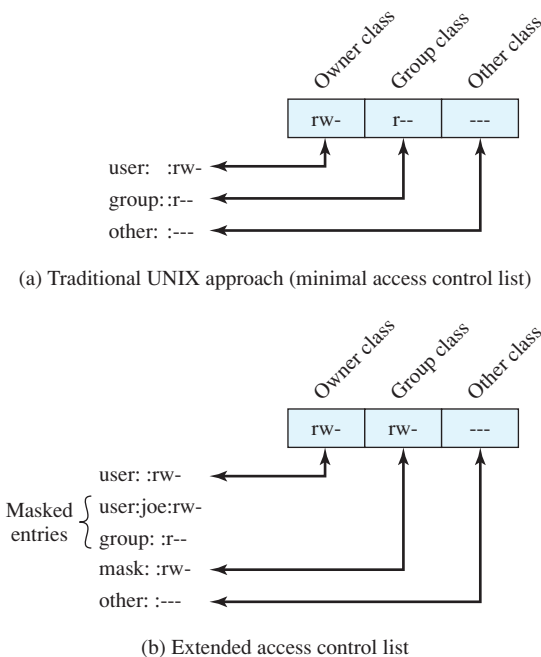 Owner class
Group class
Other class
rw- r-- ---
user: :rw-
group: :r--
other: :---
(a) Traditional UNIX approach (minimal access control list)
Owner class
Group class
Other class
rw- rw- ---
user: :rw-
Masked entries
user:joe:rw-
group: :r--
mask: :rw-
other: :---
(b) Extended access control list